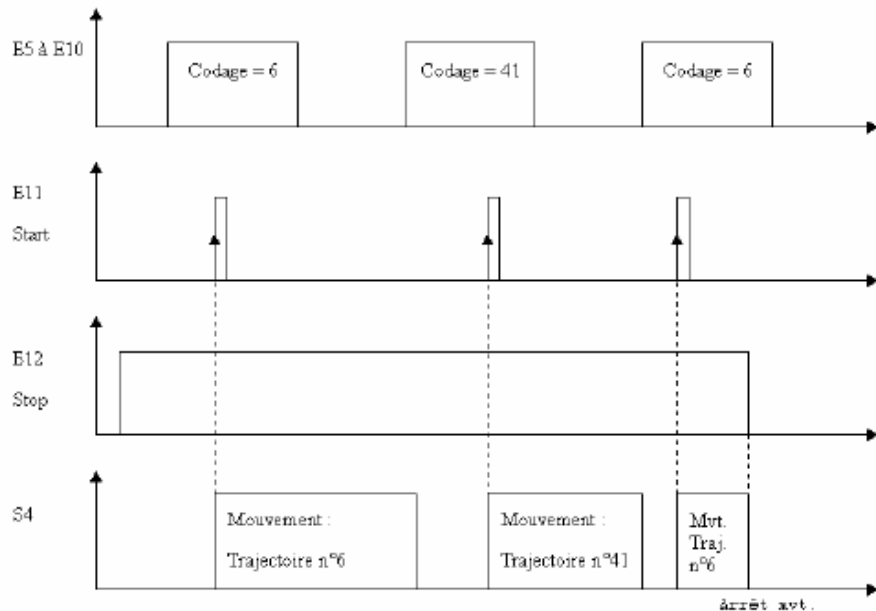 E5 à E10
Codage = 6
Codage = 41
Codage = 6
E11
Start
E12
Stop
S4
Mouvement :
Trajectoire n°6
Mouvement :
Trajectoire n°41
Mvt.
Traj.
n°6
Arrêt mvt.